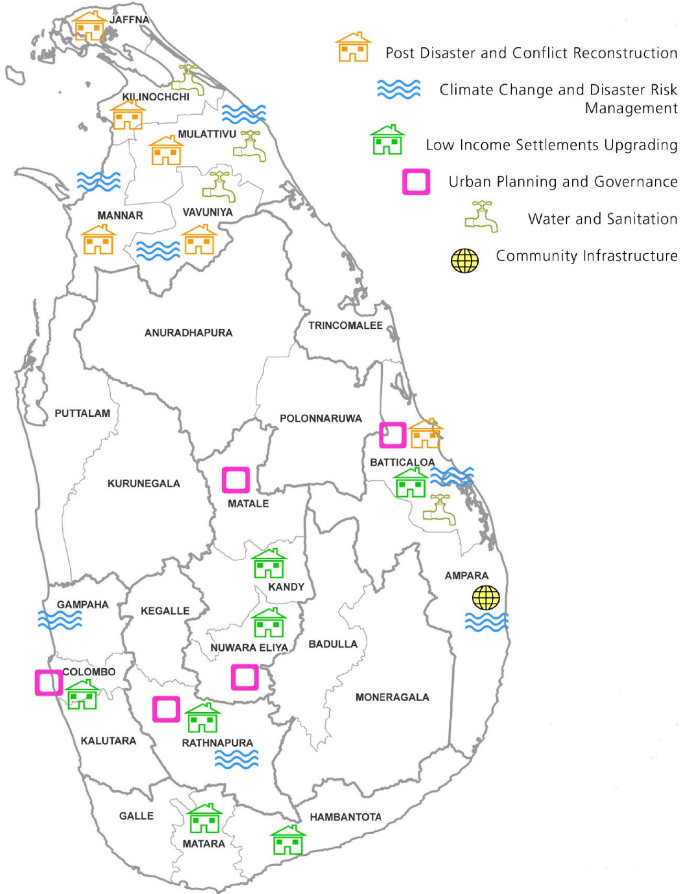 JAFFNA
Post Disaster and Conflict Reconstruction
Climate Change and Disaster Risk
Management
KILINOCHCHI
MULATTIVU
Low Income Settlements Upgrading
Urban Planning and Governance
MANNAR
VAVUNIYA
Water and Sanitation
Community Infrastructure
ANURADHAPURA
TRINCOMALEE
PUTTALAM
POLONNARUWA
BATTICALOA
KURUNEGALA
MATALE
AMPARA
KANDY
GAMPAHA
KEGALLE
NUWARA ELIYA
BADULLA
COLOMBO
MONERAGALA
KALUTARA
RATHNAPURA
GALLE
HAMBANTOTA
MATARA